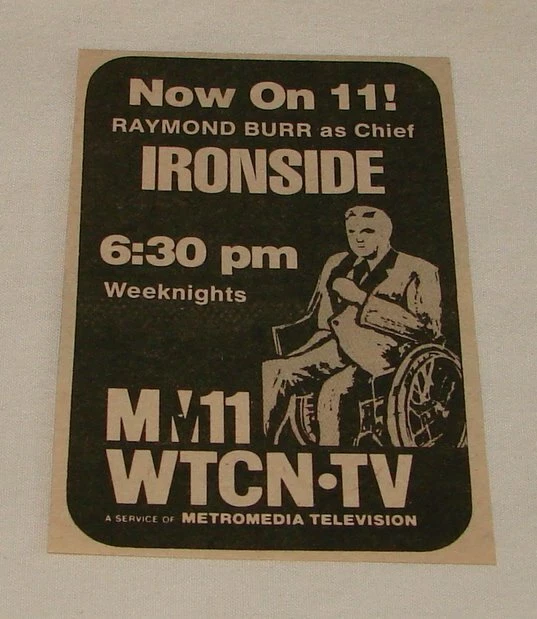 Now On 11!
RAYMOND BURR as Chief
IRONSIDE
6:30 pm
Weeknights
MM11
WTCN•TV
A SERVICE OF METROMEDIA TELEVISION